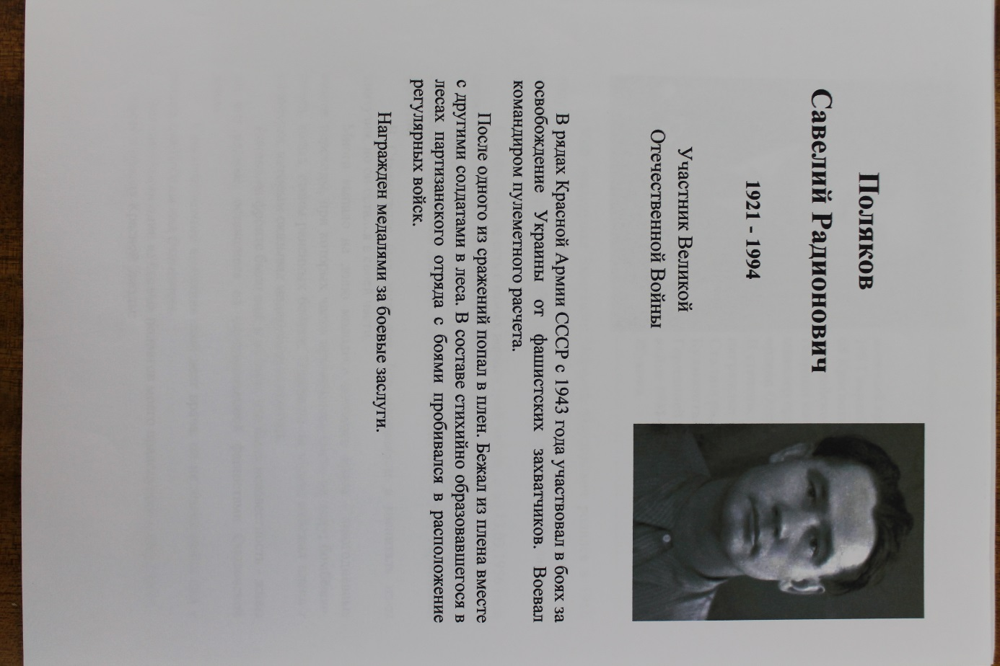 Поляков
Савелий Радионович
1921 - 1994
Участник Великой
Отечественной Войны
В рядах Красной Армии СССР с 1943 года участвовал в боях за
освобождение Украины от фашистских захватчиков. Воевал
командиром пулеметного расчета.
После одного из сражений попал в плен. Бежал из плена вместе
с другими солдатами в леса. В составе стихийно образовавшегося в
лесах партизанского отряда с боями пробивался в расположение
регулярных войск.
Награжден медалями за боевые заслуги.